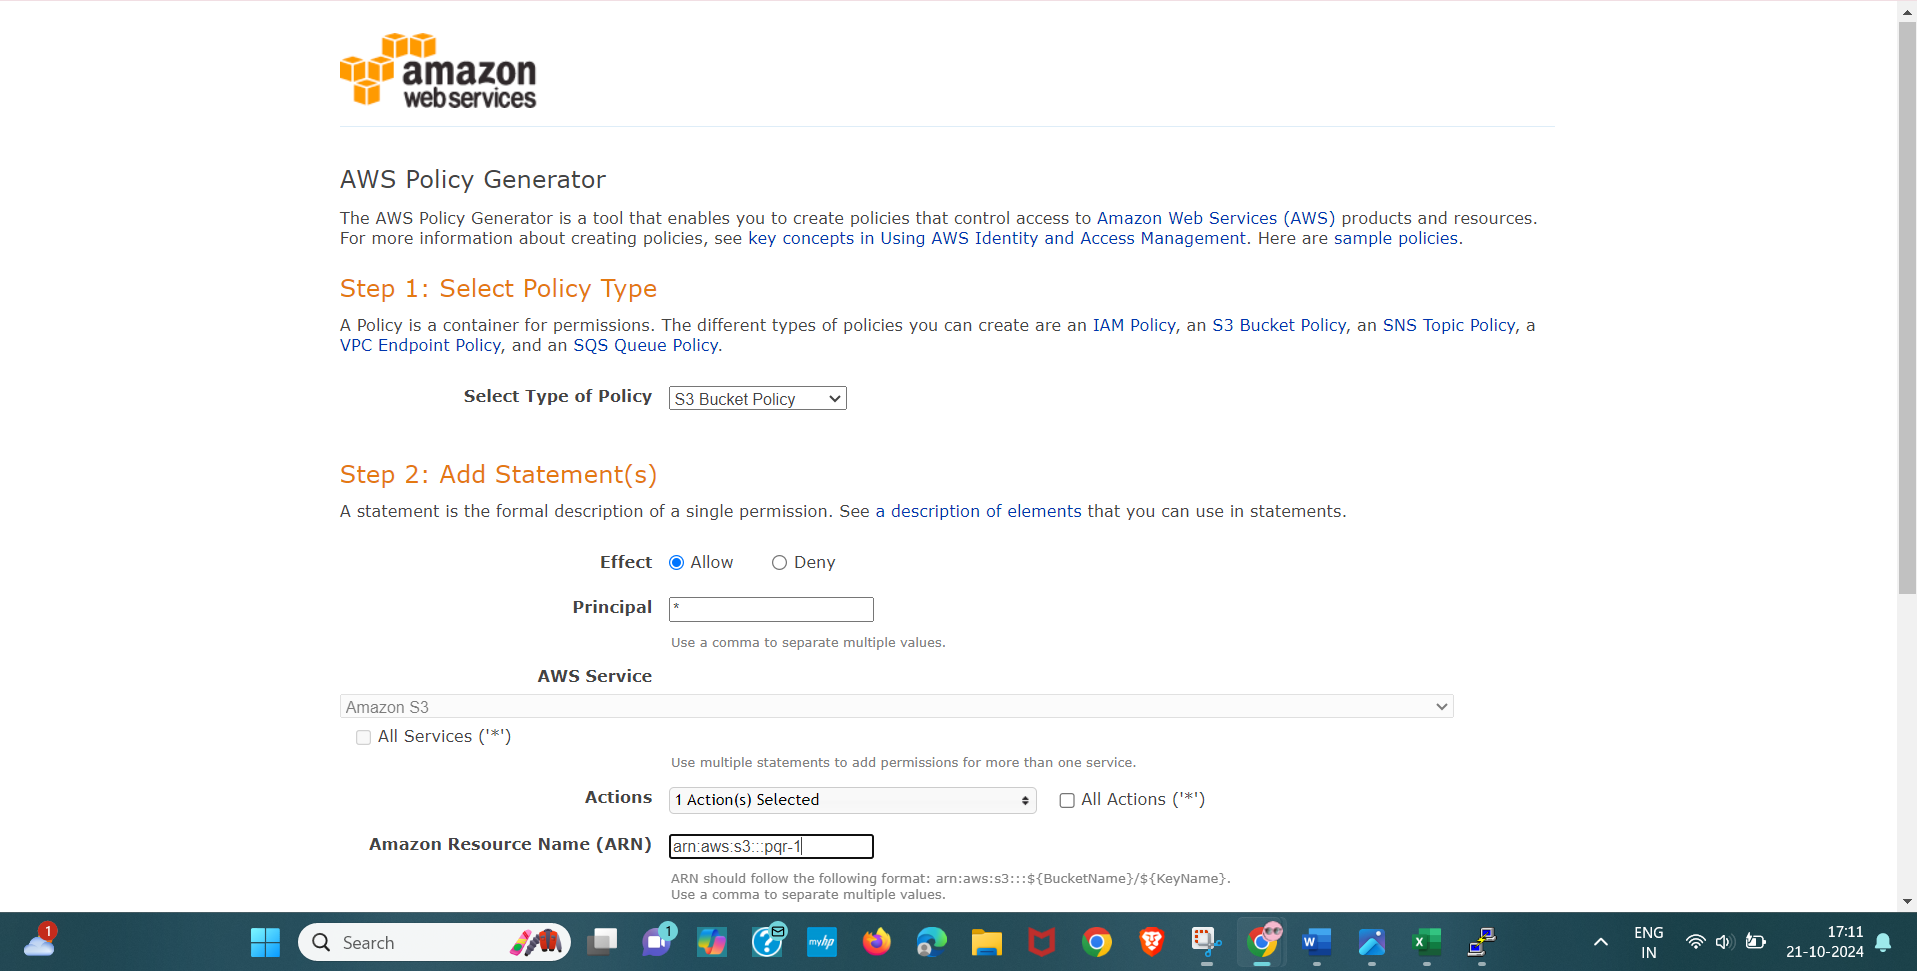 amazon
webservices
AWS Policy Generator
The AWS Policy Generator is a tool that enables you to create policies that control access to Amazon Web Services (AWS) products and resources.
For more information about creating policies, see key concepts in Using AWS Identity and Access Management. Here are sample policies.
Step 1: Select Policy Type
A Policy is a container for permissions. The different types of policies you can create are an IAM Policy, an S3 Bucket Policy, an SNS Topic Policy, a
VPC Endpoint Policy, and an SQS Queue Policy.
Select Type of Policy S3 Bucket Policy
Step 2: Add Statement(s)
A statement is the formal description of a single permission. See a description of elements that you can use in statements.
Effect Allow Deny
Principal *
Use a comma to separate multiple values.
AWS Service
Amazon S3
All Services ('*')
Use multiple statements to add permissions for more than one service.
Actions 1 Action(s) Selected All Actions ('*')
Amazon Resource Name (ARN) arn:aws:s3:::pqr-1
ARN should follow the following format: arn:aws:s3:::${BucketName}/${KeyName}.
Use a comma to separate multiple values.
1 Search 1 myhp W X ENG 17:11
IN 21-10-2024